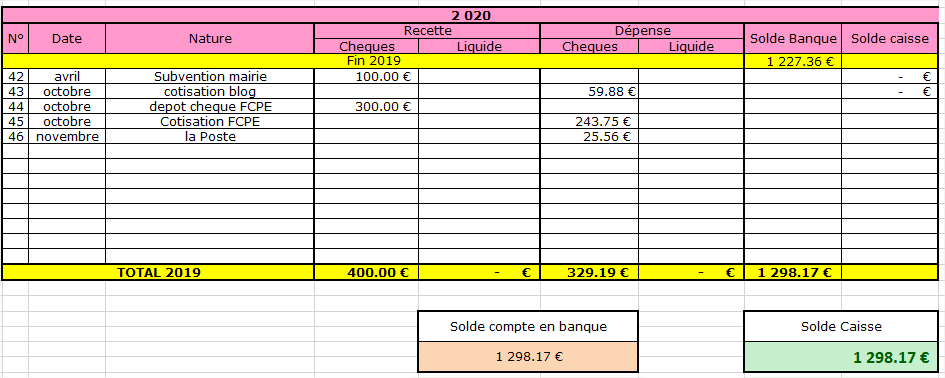 2 020
N° Date Nature Recette Dépense Solde Banque Solde caisse
Cheques Liquide Cheques Liquide
Fin 2019 1 227.36 €
42 avril Subvention mairie 100.00 € - €
43 octobre cotisation blog 59.88 € - €
44 octobre depot cheque FCPE 300.00 €
45 octobre Cotisation FCPE 243.75 €
46 novembre la Poste 25.56 €
TOTAL 2019 400.00 € - € 329.19 € - € 1 298.17 €
Solde compte en banque Solde Caisse
1 298.17 € 1 298.17 €